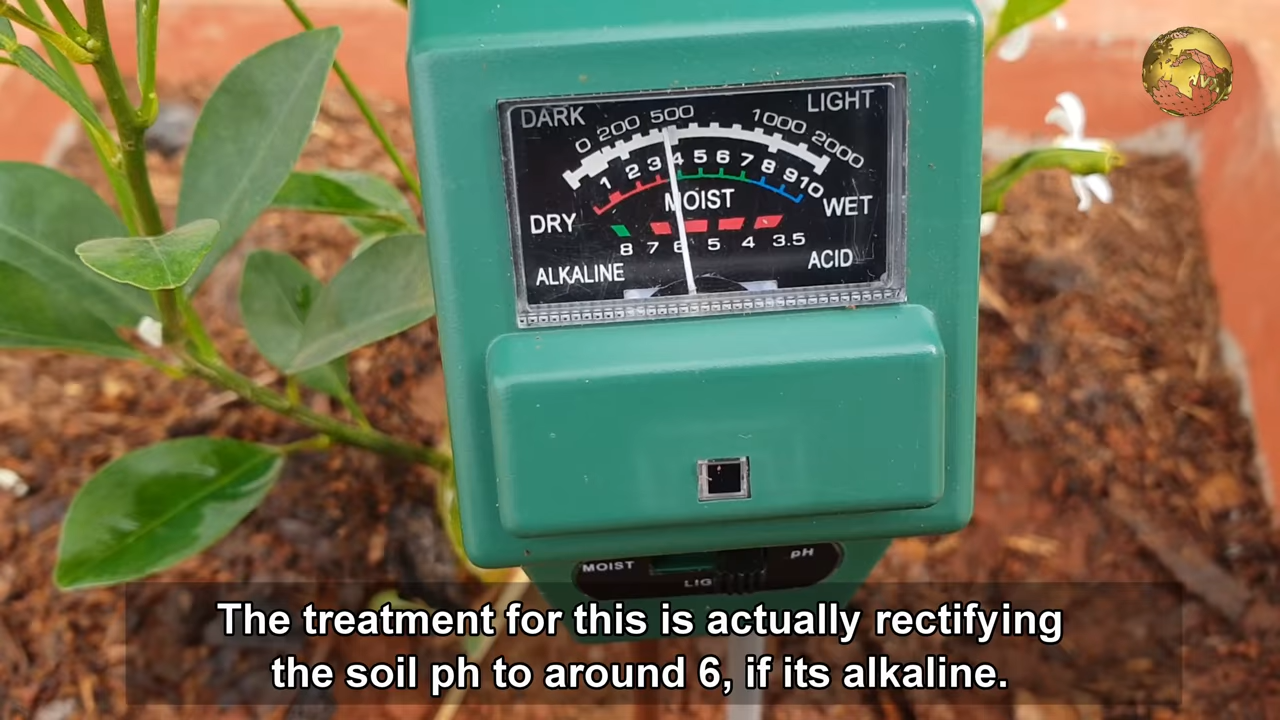 DARK
LIGHT
0 200 500 1000 2000
1 2 3 4 5 6 7 8 9 10
DRY
MOIST
WET
8 7 6 5 4 3.5
ALKALINE
ACID
MOIST
pH
LIG
The treatment for this is actually rectifying
the soil ph to around 6, if its alkaline.